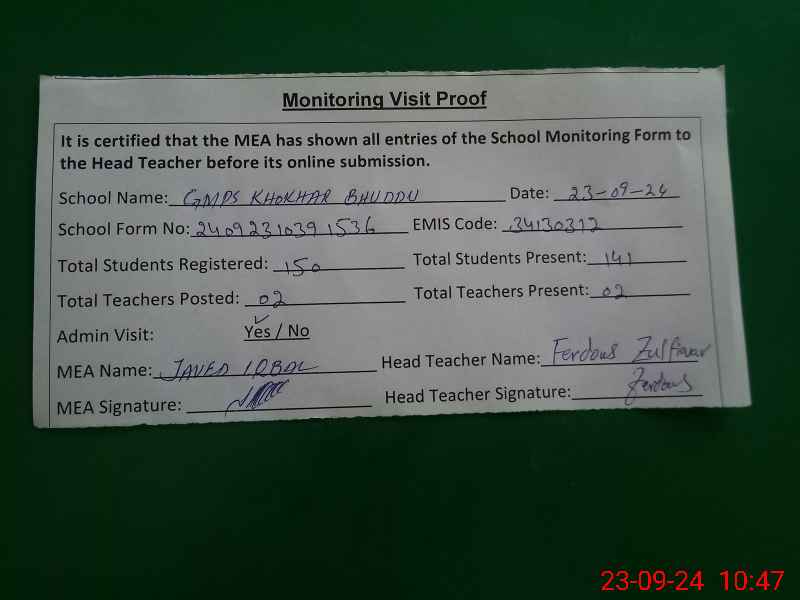 Monitoring Visit Proof
It is certified that the MEA has shown all entries of the School Monitoring Form to
the Head Teacher before its online submission.
School Name: GMPS KHOKHAR BHUDDU Date: 23-09-24
School Form No: 24092310391536 EMIS Code: 34130312
Total Students Registered: 150 Total Students Present: 141
Total Teachers Posted: 02 Total Teachers Present: 02
Admin Visit: Yes / No
MEA Name: JAVED IQBAL Head Teacher Name: Ferdous Zulfiqar
MEA Signature: Head Teacher Signature: Ferdous
23-09-24 10:47